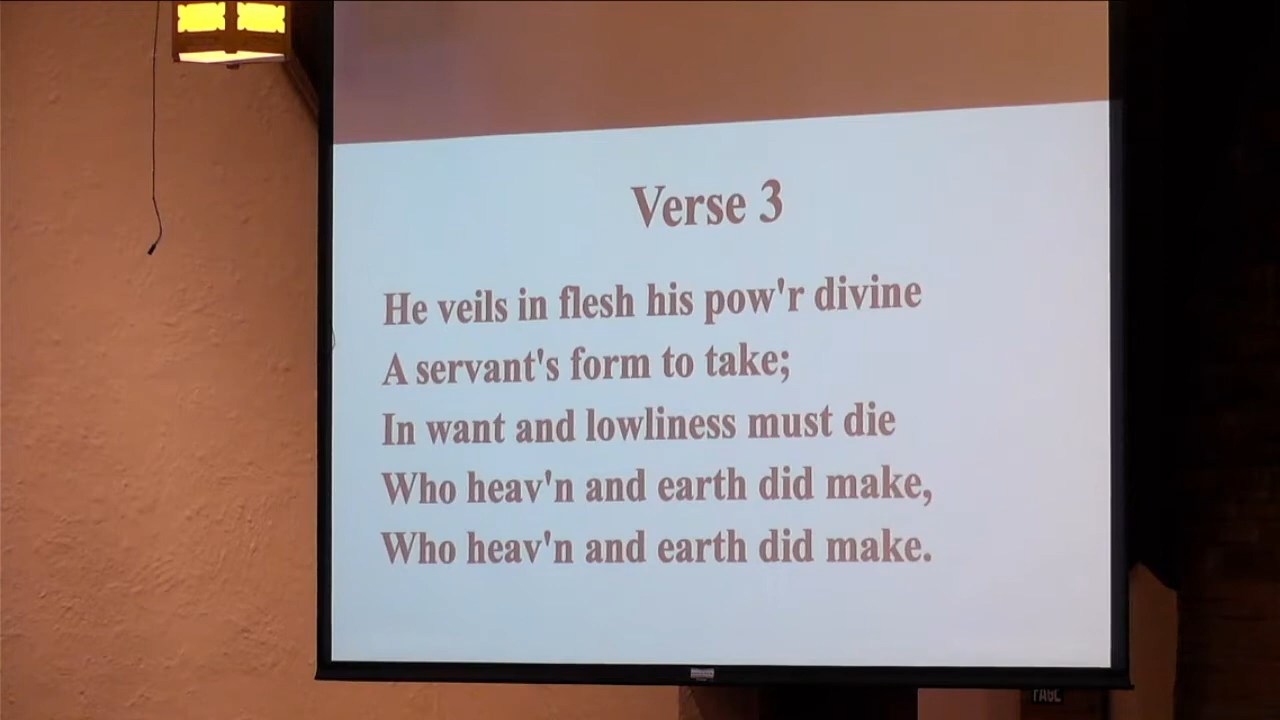 Verse 3
He veils in flesh his pow'r divine
A servant's form to take;
In want and lowliness must die
Who heav'n and earth did make,
Who heav'n and earth did make.
PAGE